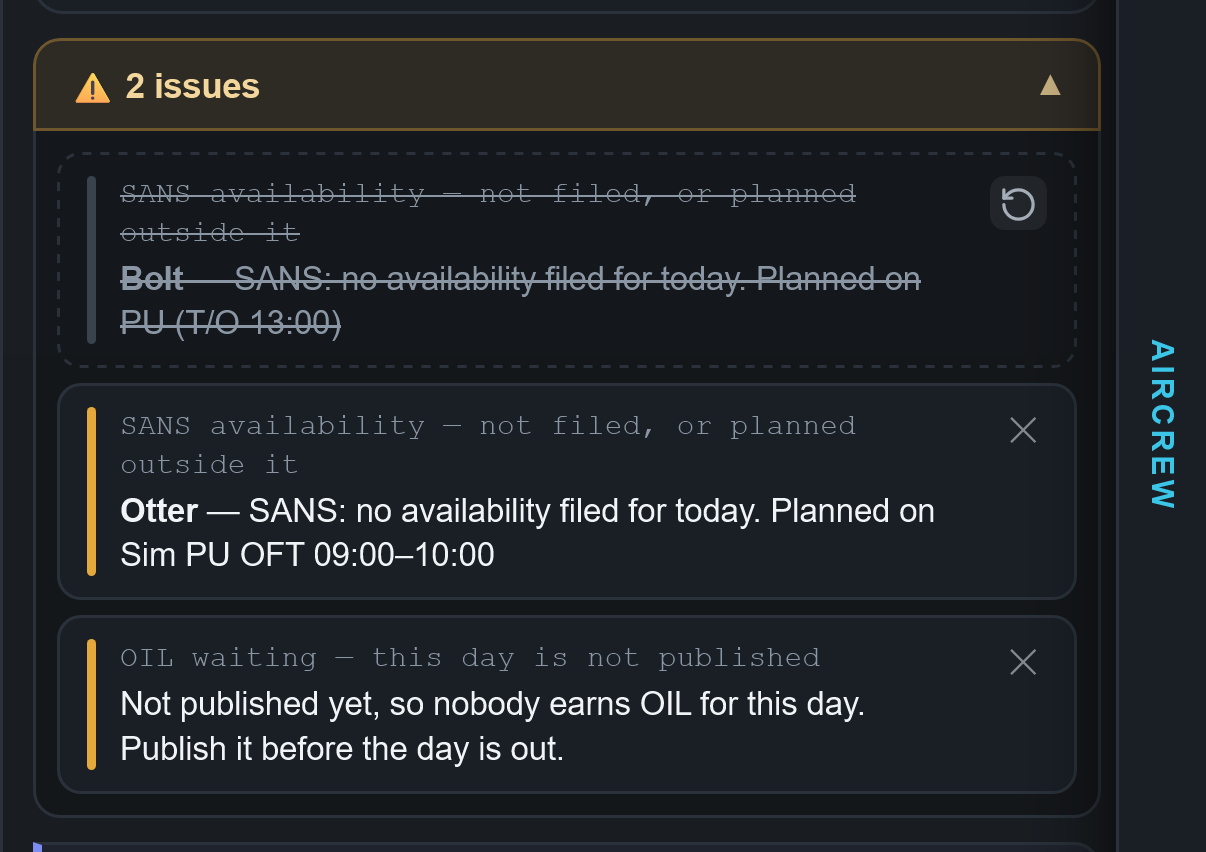 2 issues
SANS availability — not filed, or planned
outside it
Bolt — SANS: no availability filed for today. Planned on
PU (T/O 13:00)
SANS availability — not filed, or planned
outside it
Otter — SANS: no availability filed for today. Planned on
Sim PU OFT 09:00–10:00
OIL waiting — this day is not published
Not published yet, so nobody earns OIL for this day.
Publish it before the day is out.
AIRCREW